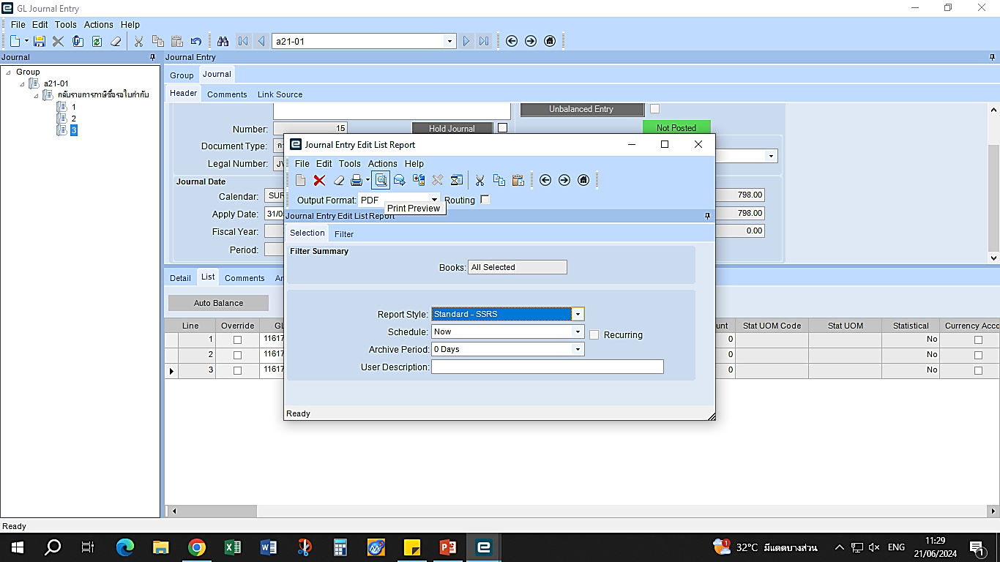 GL Journal Entry
File Edit Tools Actions Help
a21-01
Journal
Journal Entry
Group
a21-01
กลับรายการภาษีซื้อรอใบกำกับ
1
2
3
Group Journal
Header Comments Link Source
Unbalanced Entry
Number: 15 Hold Journal Not Posted
Document Type:
Legal Number: JV
Journal Date
Calendar: SUR 798.00
Apply Date: 31/0 798.00
Fiscal Year: 0.00
Period:
Journal Entry Edit List Report
File Edit Tools Actions Help
Output Format: PDF Routing
Print Preview
Journal Entry Edit List Report
Selection Filter
Filter Summary
Books: All Selected
Report Style: Standard - SSRS
Schedule: Now Recurring
Archive Period: 0 Days
User Description:
Ready
Detail List Comments An
Auto Balance
Line Override GL unt Stat UOM Code Stat UOM Statistical Currency Acco
1 11617 0 No
2 11617 0 No
3 11617 0 No
Ready
32°C มีแดดบางส่วน ENG 11:29
21/06/2024
1